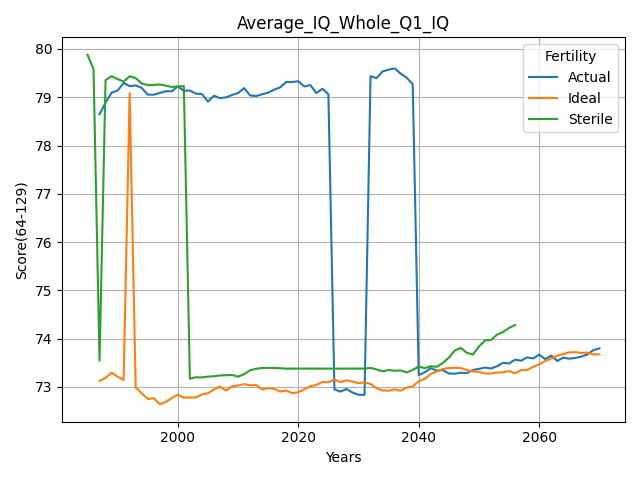 Average_IQ_Whole_Q1_IQ
Fertility
Actual
Ideal
Sterile
Score(64-129)
80
79
78
77
76
75
74
73
2000
2020
2040
2060
Years